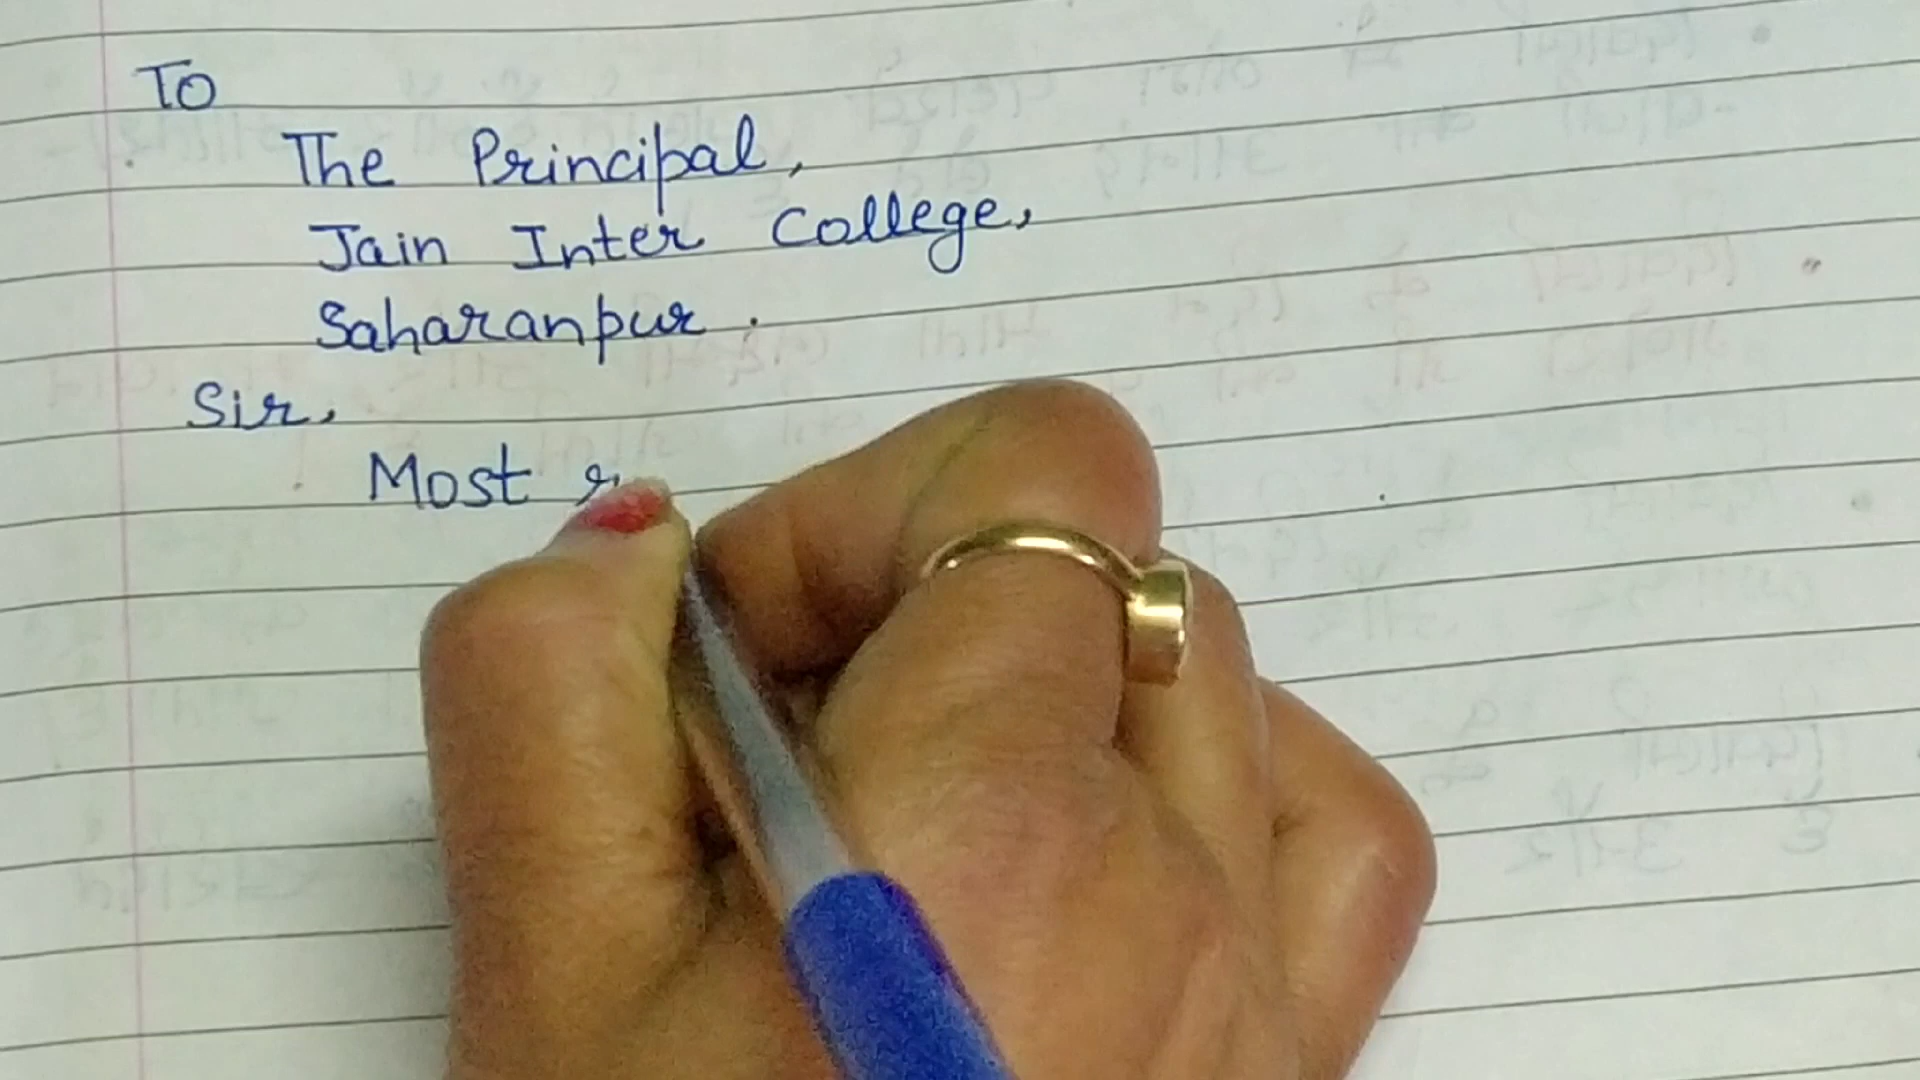 To
The Principal,
Jain Inter College,
Saharanpur.
Sir,
Most